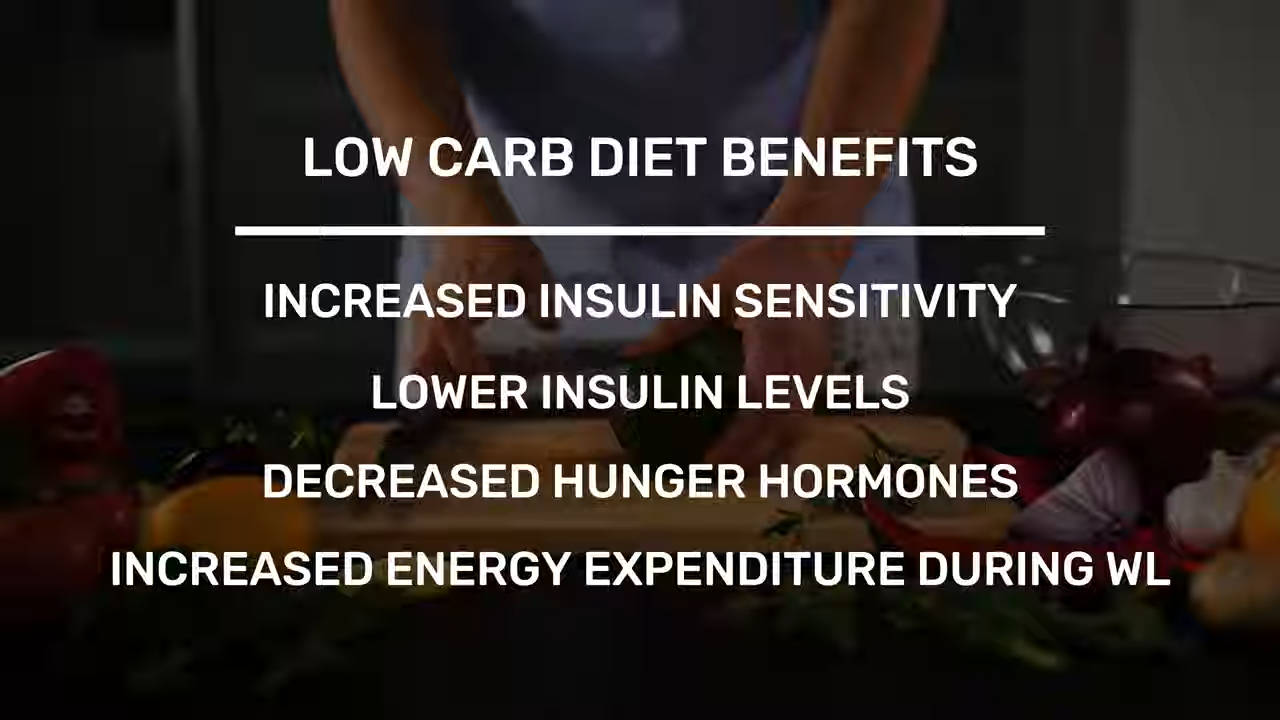 LOW CARB DIET BENEFITS
INCREASED INSULIN SENSITIVITY
LOWER INSULIN LEVELS
DECREASED HUNGER HORMONES
INCREASED ENERGY EXPENDITURE DURING WL